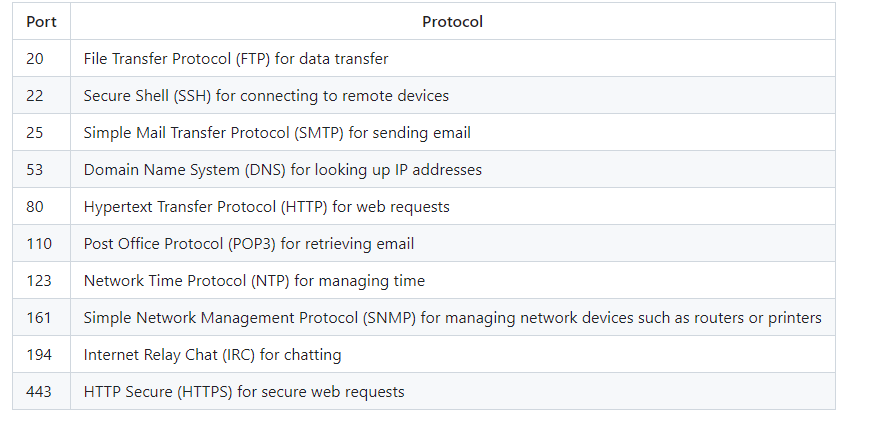 Port Protocol
20 File Transfer Protocol (FTP) for data transfer
22 Secure Shell (SSH) for connecting to remote devices
25 Simple Mail Transfer Protocol (SMTP) for sending email
53 Domain Name System (DNS) for looking up IP addresses
80 Hypertext Transfer Protocol (HTTP) for web requests
110 Post Office Protocol (POP3) for retrieving email
123 Network Time Protocol (NTP) for managing time
161 Simple Network Management Protocol (SNMP) for managing network devices such as routers or printers
194 Internet Relay Chat (IRC) for chatting
443 HTTP Secure (HTTPS) for secure web requests